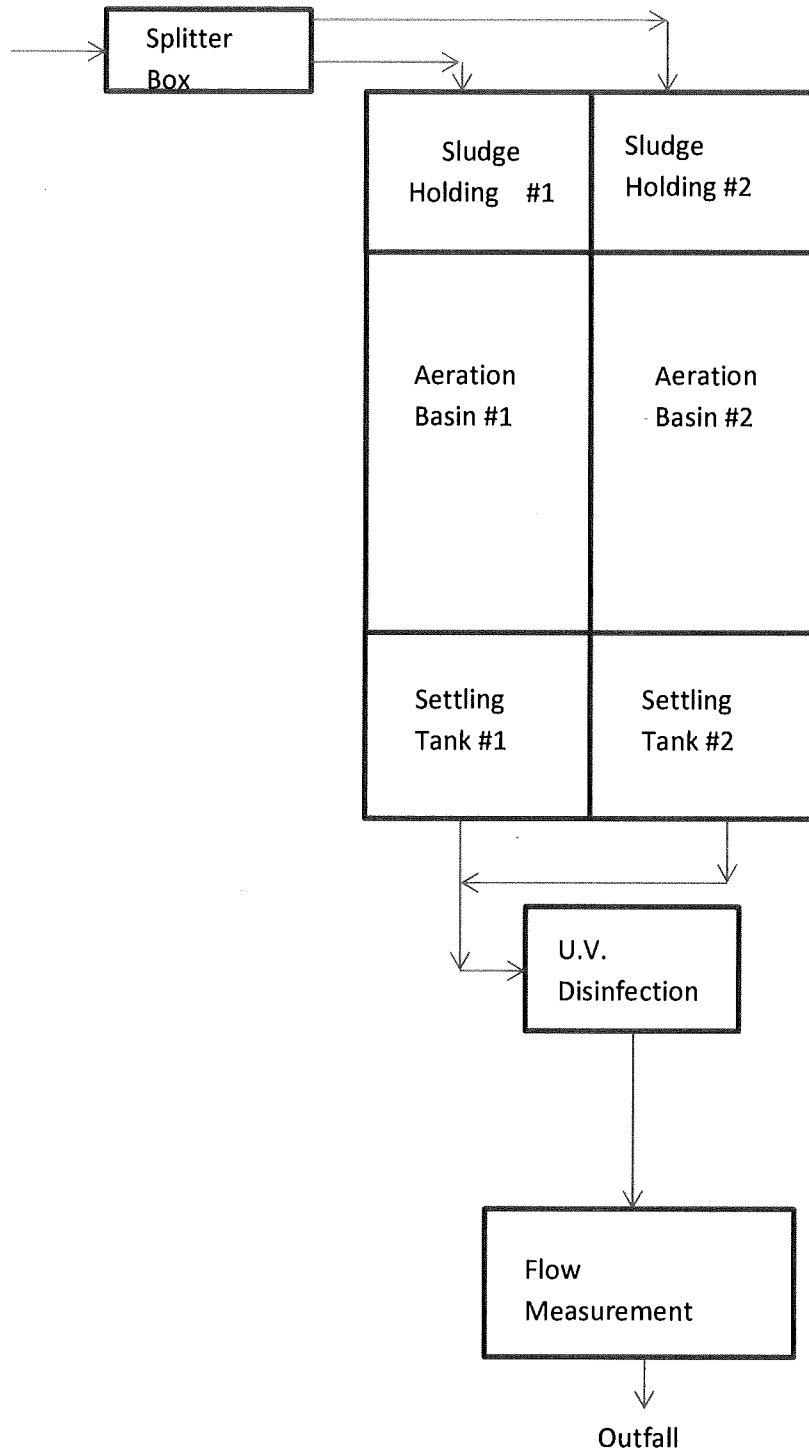 Splitter
Box
Sludge
Holding #1
Sludge
Holding #2
Aeration
Basin #1
Aeration
Basin #2
Settling
Tank #1
Settling
Tank #2
U.V.
Disinfection
Flow
Measurement
Outfall